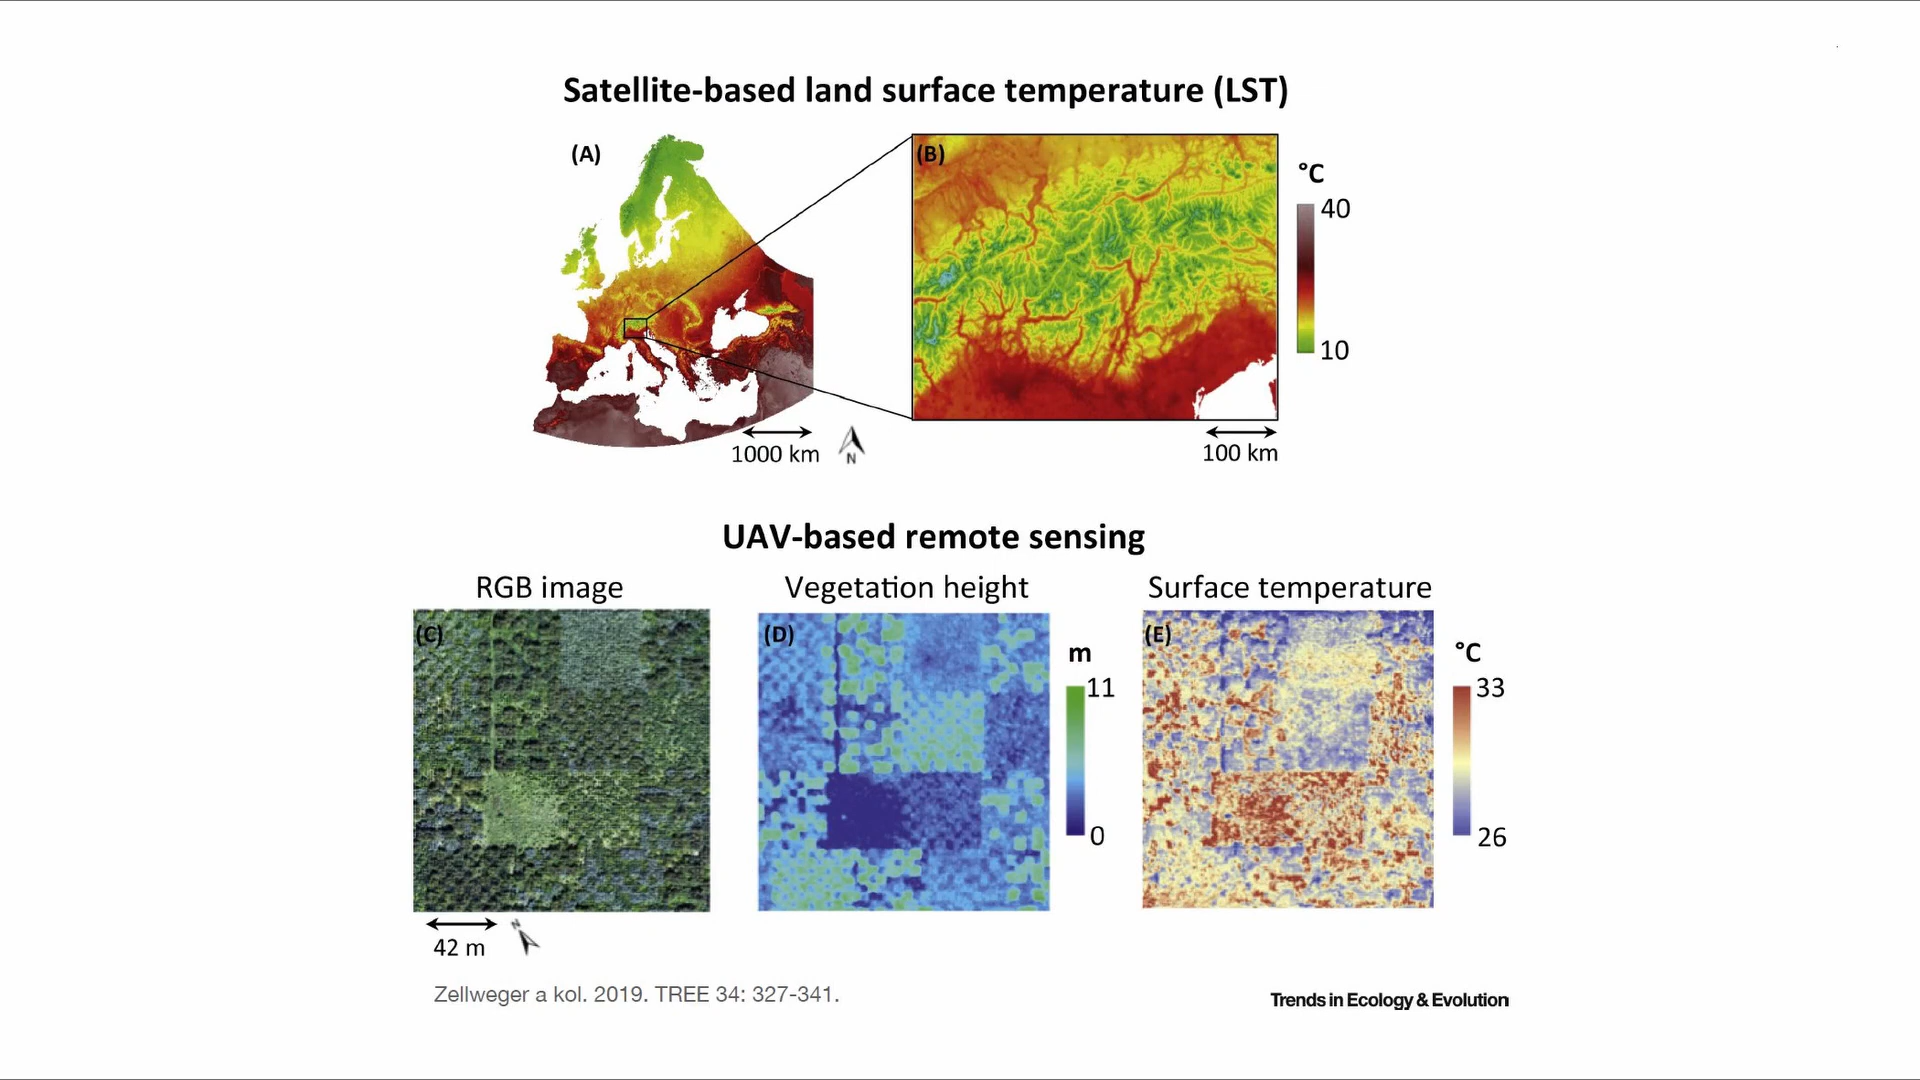 Satellite-based land surface temperature (LST)
(A)
(B)
°C
40
10
1000 km
N
100 km
UAV-based remote sensing
RGB image
Vegetation height
Surface temperature
(C)
(D)
(E)
m
11
0
°C
33
26
N
42 m
Zellweger a kol. 2019. TREE 34: 327-341.
Trends in Ecology & Evolution